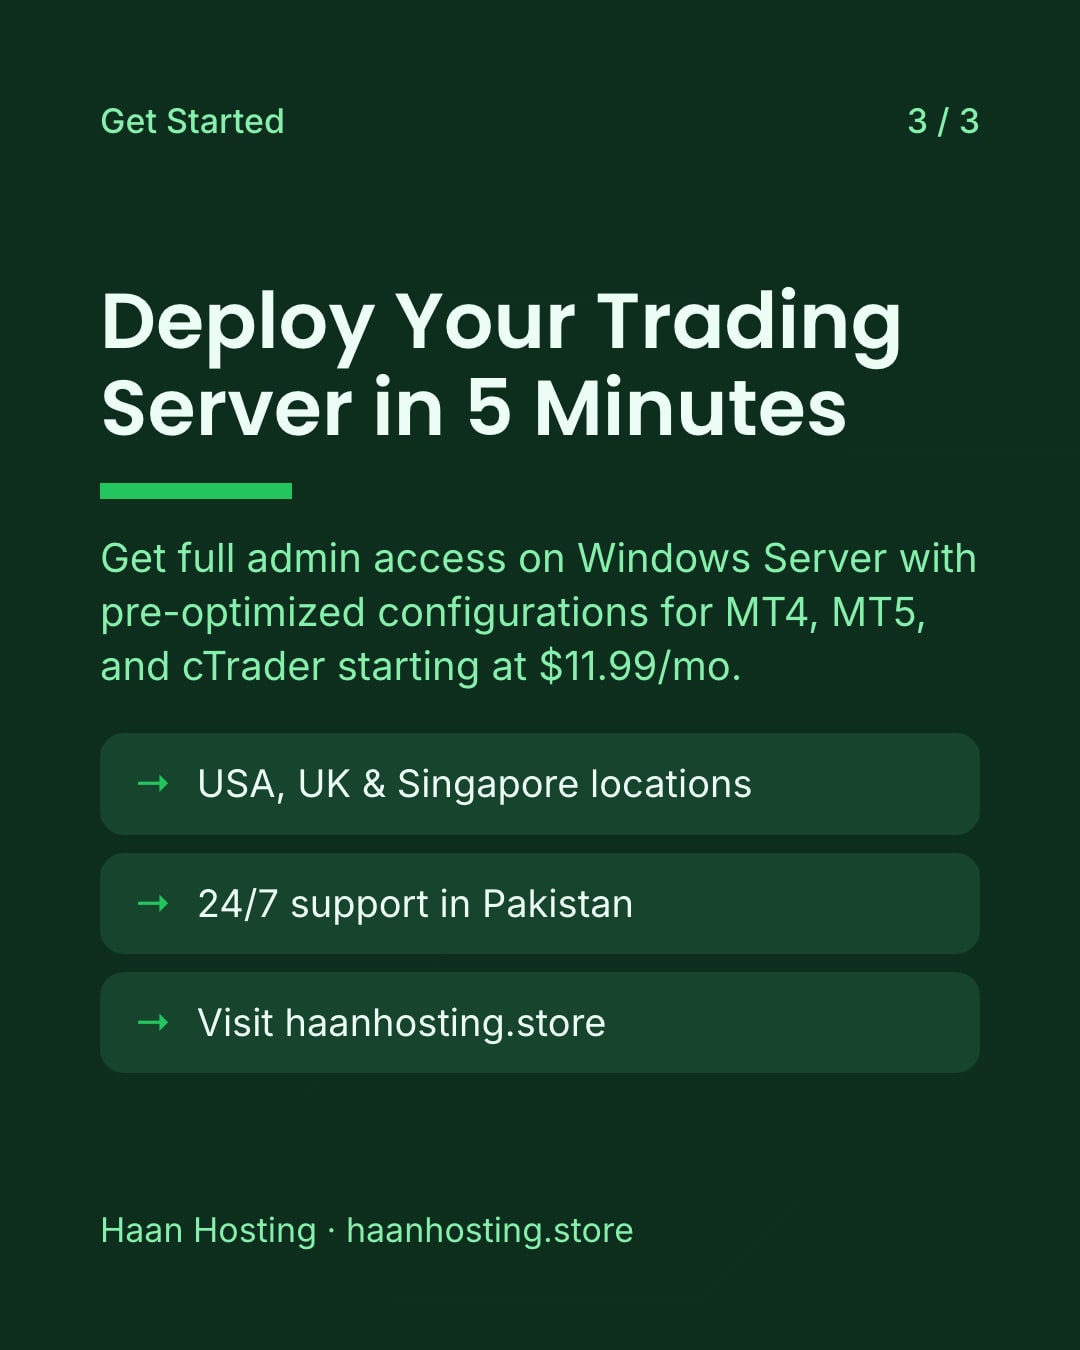 Get Started
3 / 3
Deploy Your Trading
Server in 5 Minutes
Get full admin access on Windows Server with
pre-optimized configurations for MT4, MT5,
and cTrader starting at $11.99/mo.
→ USA, UK & Singapore locations
→ 24/7 support in Pakistan
→ Visit haanhosting.store
Haan Hosting · haanhosting.store